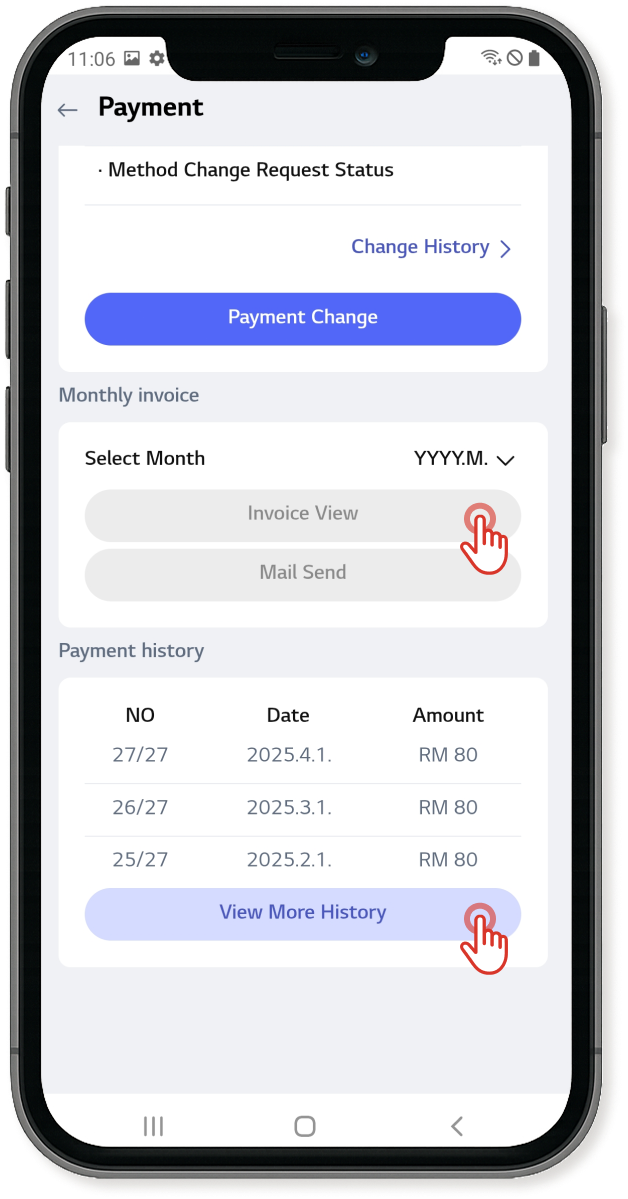 11:06
Payment
· Method Change Request Status
Change History
Payment Change
Monthly invoice
Select Month YYYY.M.
Invoice View
Mail Send
Payment history
NO Date Amount
27/27 2025.4.1. RM 80
26/27 2025.3.1. RM 80
25/27 2025.2.1. RM 80
View More History